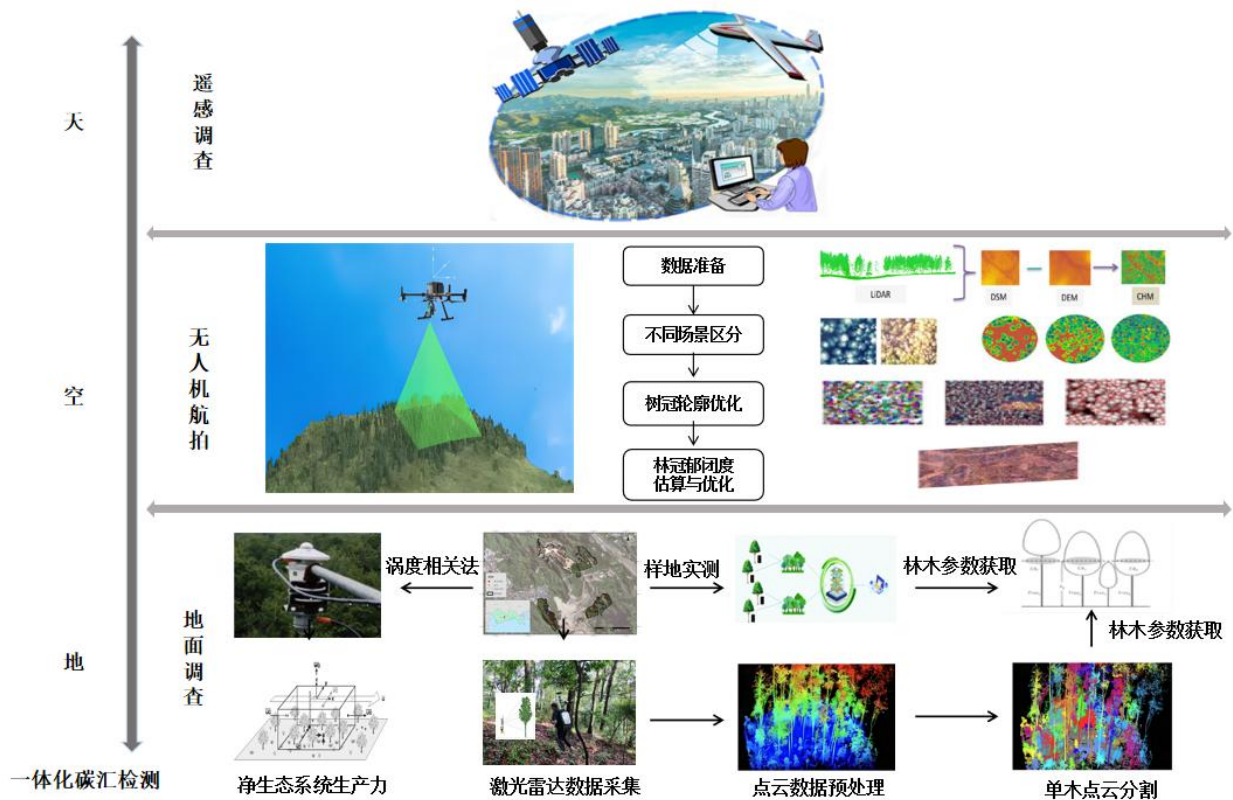 天
遥感调查
空
无人机航拍
数据准备
不同场景区分
树冠轮廓优化
林冠郁闭度
估算与优化
LiDAR
DSM
DEM
CHM
地
地面调查
涡度相关法
样地实测
林木参数获取
林木参数获取
一体化碳汇检测
净生态系统生产力
激光雷达数据采集
点云数据预处理
单木点云分割